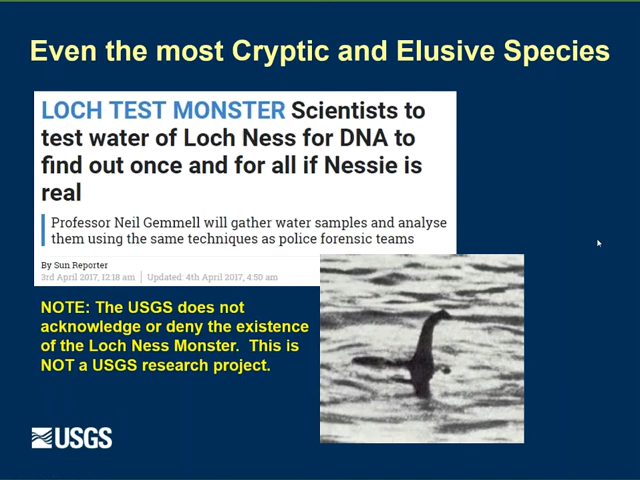 Even the most Cryptic and Elusive Species
LOCH TEST MONSTER Scientists to
test water of Loch Ness for DNA to
find out once and for all if Nessie is
real
Professor Neil Gemmell will gather water samples and analyse
them using the same techniques as police forensic teams
By Sun Reporter
3rd April 2017, 12:18 am | Updated: 4th April 2017, 4:50 am
NOTE: The USGS does not
acknowledge or deny the existence
of the Loch Ness Monster. This is
NOT a USGS research project.
USGS